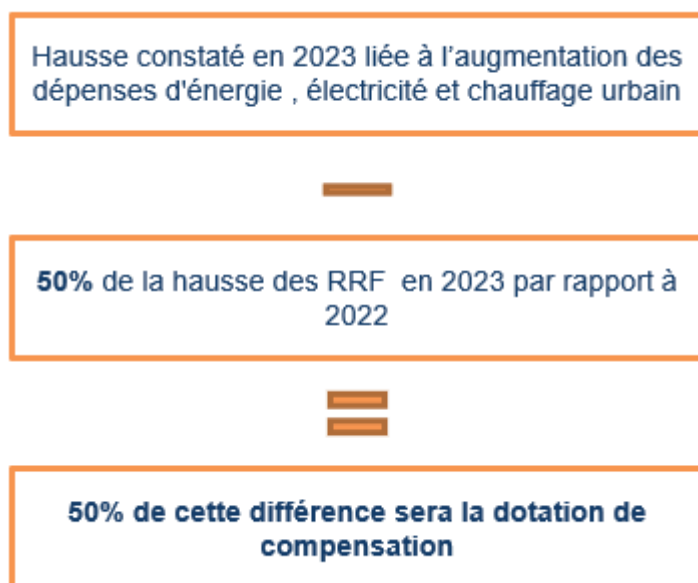 Hausse constaté en 2023 liée à l’augmentation des
dépenses d'énergie , électricité et chauffage urbain
50% de la hausse des RRF en 2023 par rapport à
2022
50% de cette différence sera la dotation de
compensation